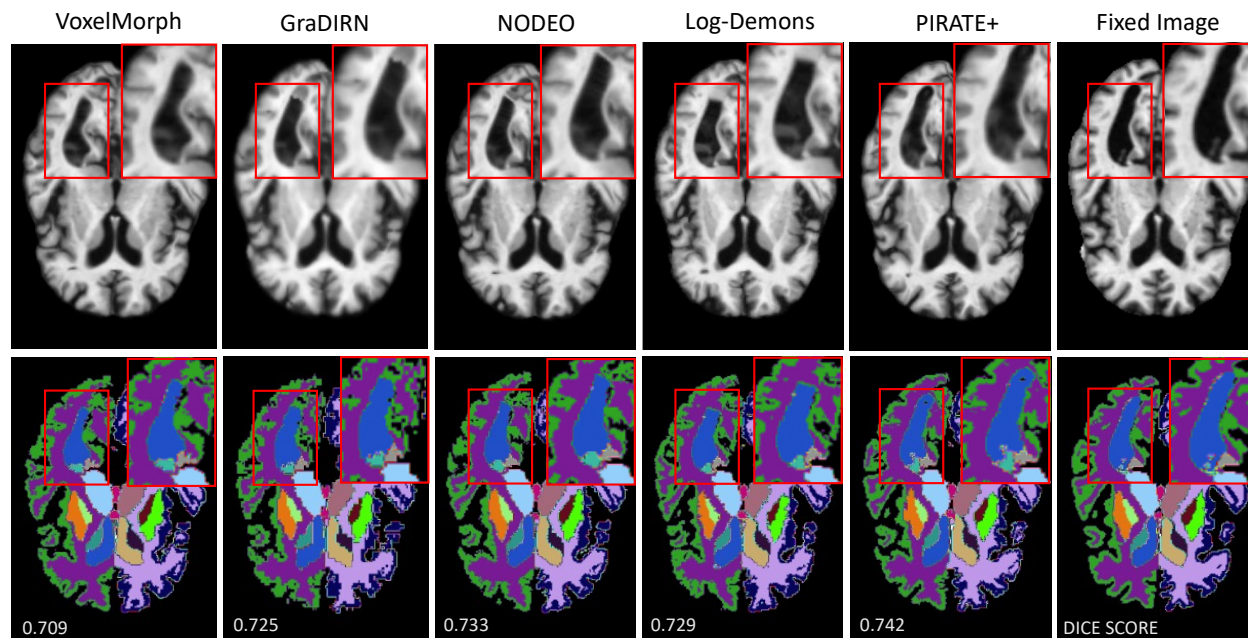 VoxelMorph
GraDIRN
NODEO
Log-Demons
PIRATE+
Fixed Image
0.709
0.725
0.733
0.729
0.742
DICE SCORE